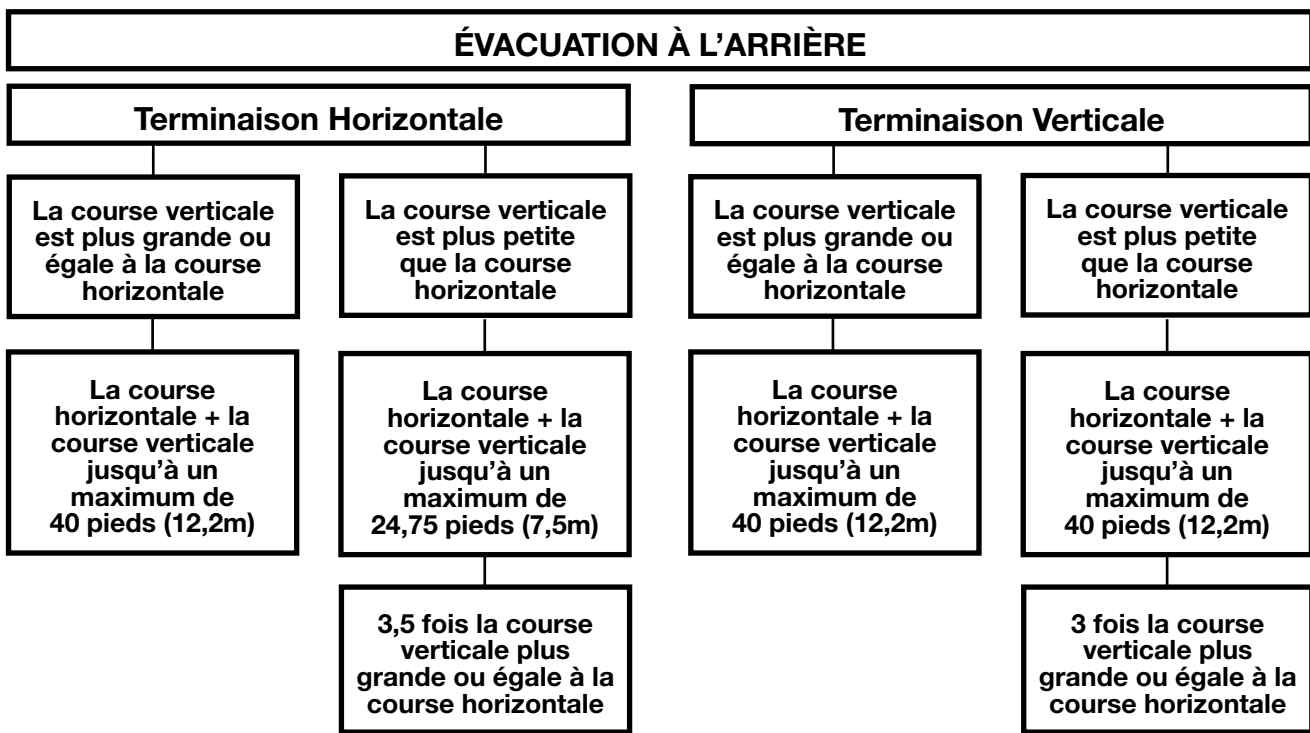 ÉVACUATION À L’ARRIÈRE
Terminaison Horizontale
La course verticale
est plus grande ou
égale à la course
horizontale
La course
horizontale + la
course verticale
jusqu’à un
maximum de
40 pieds (12,2m)
La course verticale
est plus petite
que la course
horizontale
La course
horizontale + la
course verticale
jusqu’à un
maximum de
24,75 pieds (7,5m)
3,5 fois la course
verticale plus
grande ou égale à la
course horizontale
Terminaison Verticale
La course verticale
est plus grande ou
égale à la course
horizontale
La course
horizontale + la
course verticale
jusqu’à un
maximum de
40 pieds (12,2m)
La course verticale
est plus petite
que la course
horizontale
La course
horizontale + la
course verticale
jusqu’à un
maximum de
40 pieds (12,2m)
3 fois la course
verticale plus
grande ou égale à la
course horizontale